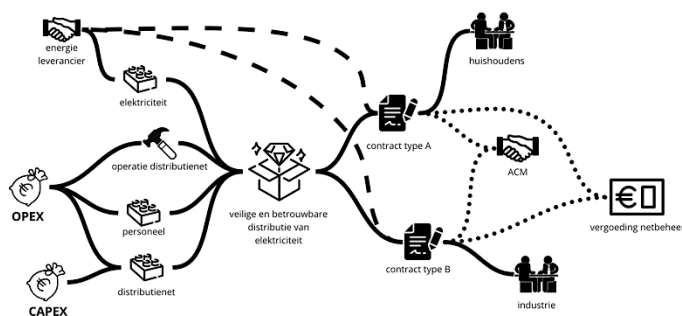 energie
leverancier
elektriciteit
operatie distributienet
OPEX
personeel
distributienet
CAPEX
veilige en betrouwbare
distributie van
elektriciteit
contract type A
contract type B
huishoudens
ACM
€
vergoeding netbeheer
industrie